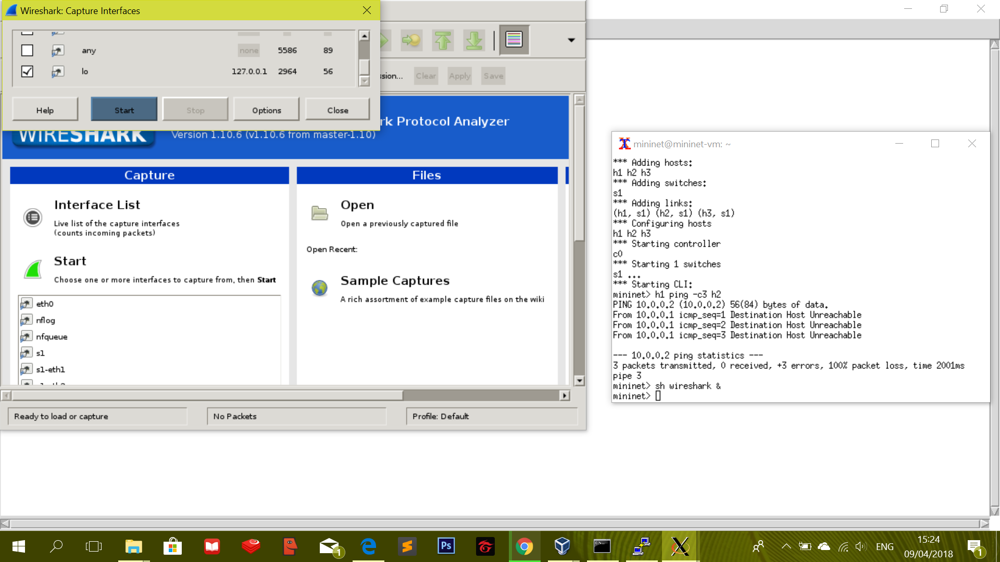 Wireshark: Capture Interfaces
any none 5586 89
lo 127.0.0.1 2964 56
Help Start Stop Options Close
ssion... Clear Apply Save
rk Protocol Analyzer
WIRESHARK
Version 1.10.6 (v1.10.6 from master-1.10)
Capture
Interface List
Live list of the capture interfaces
(counts incoming packets)
Start
Choose one or more interfaces to capture from, then Start
eth0
nflog
nfqueue
s1
s1-eth1
Files
Open
Open a previously captured file
Open Recent:
Sample Captures
A rich assortment of example capture files on the wiki
Ready to load or capture
No Packets
Profile: Default
mininet@mininet-vm: ~
*** Adding hosts:
h1 h2 h3
*** Adding switches:
s1
*** Adding links:
(h1, s1) (h2, s1) (h3, s1)
*** Configuring hosts
h1 h2 h3
*** Starting controller
c0
*** Starting 1 switches
s1 ...
*** Starting CLI:
mininet> h1 ping -c3 h2
PING 10.0.0.2 (10.0.0.2) 56(84) bytes of data.
From 10.0.0.1 icmp_seq=1 Destination Host Unreachable
From 10.0.0.1 icmp_seq=2 Destination Host Unreachable
From 10.0.0.1 icmp_seq=3 Destination Host Unreachable
--- 10.0.0.2 ping statistics ---
3 packets transmitted, 0 received, +3 errors, 100% packet loss, time 2001ms
pipe 3
mininet> sh wireshark &
mininet>
1
Ps
ENG
15:24
09/04/2018
1